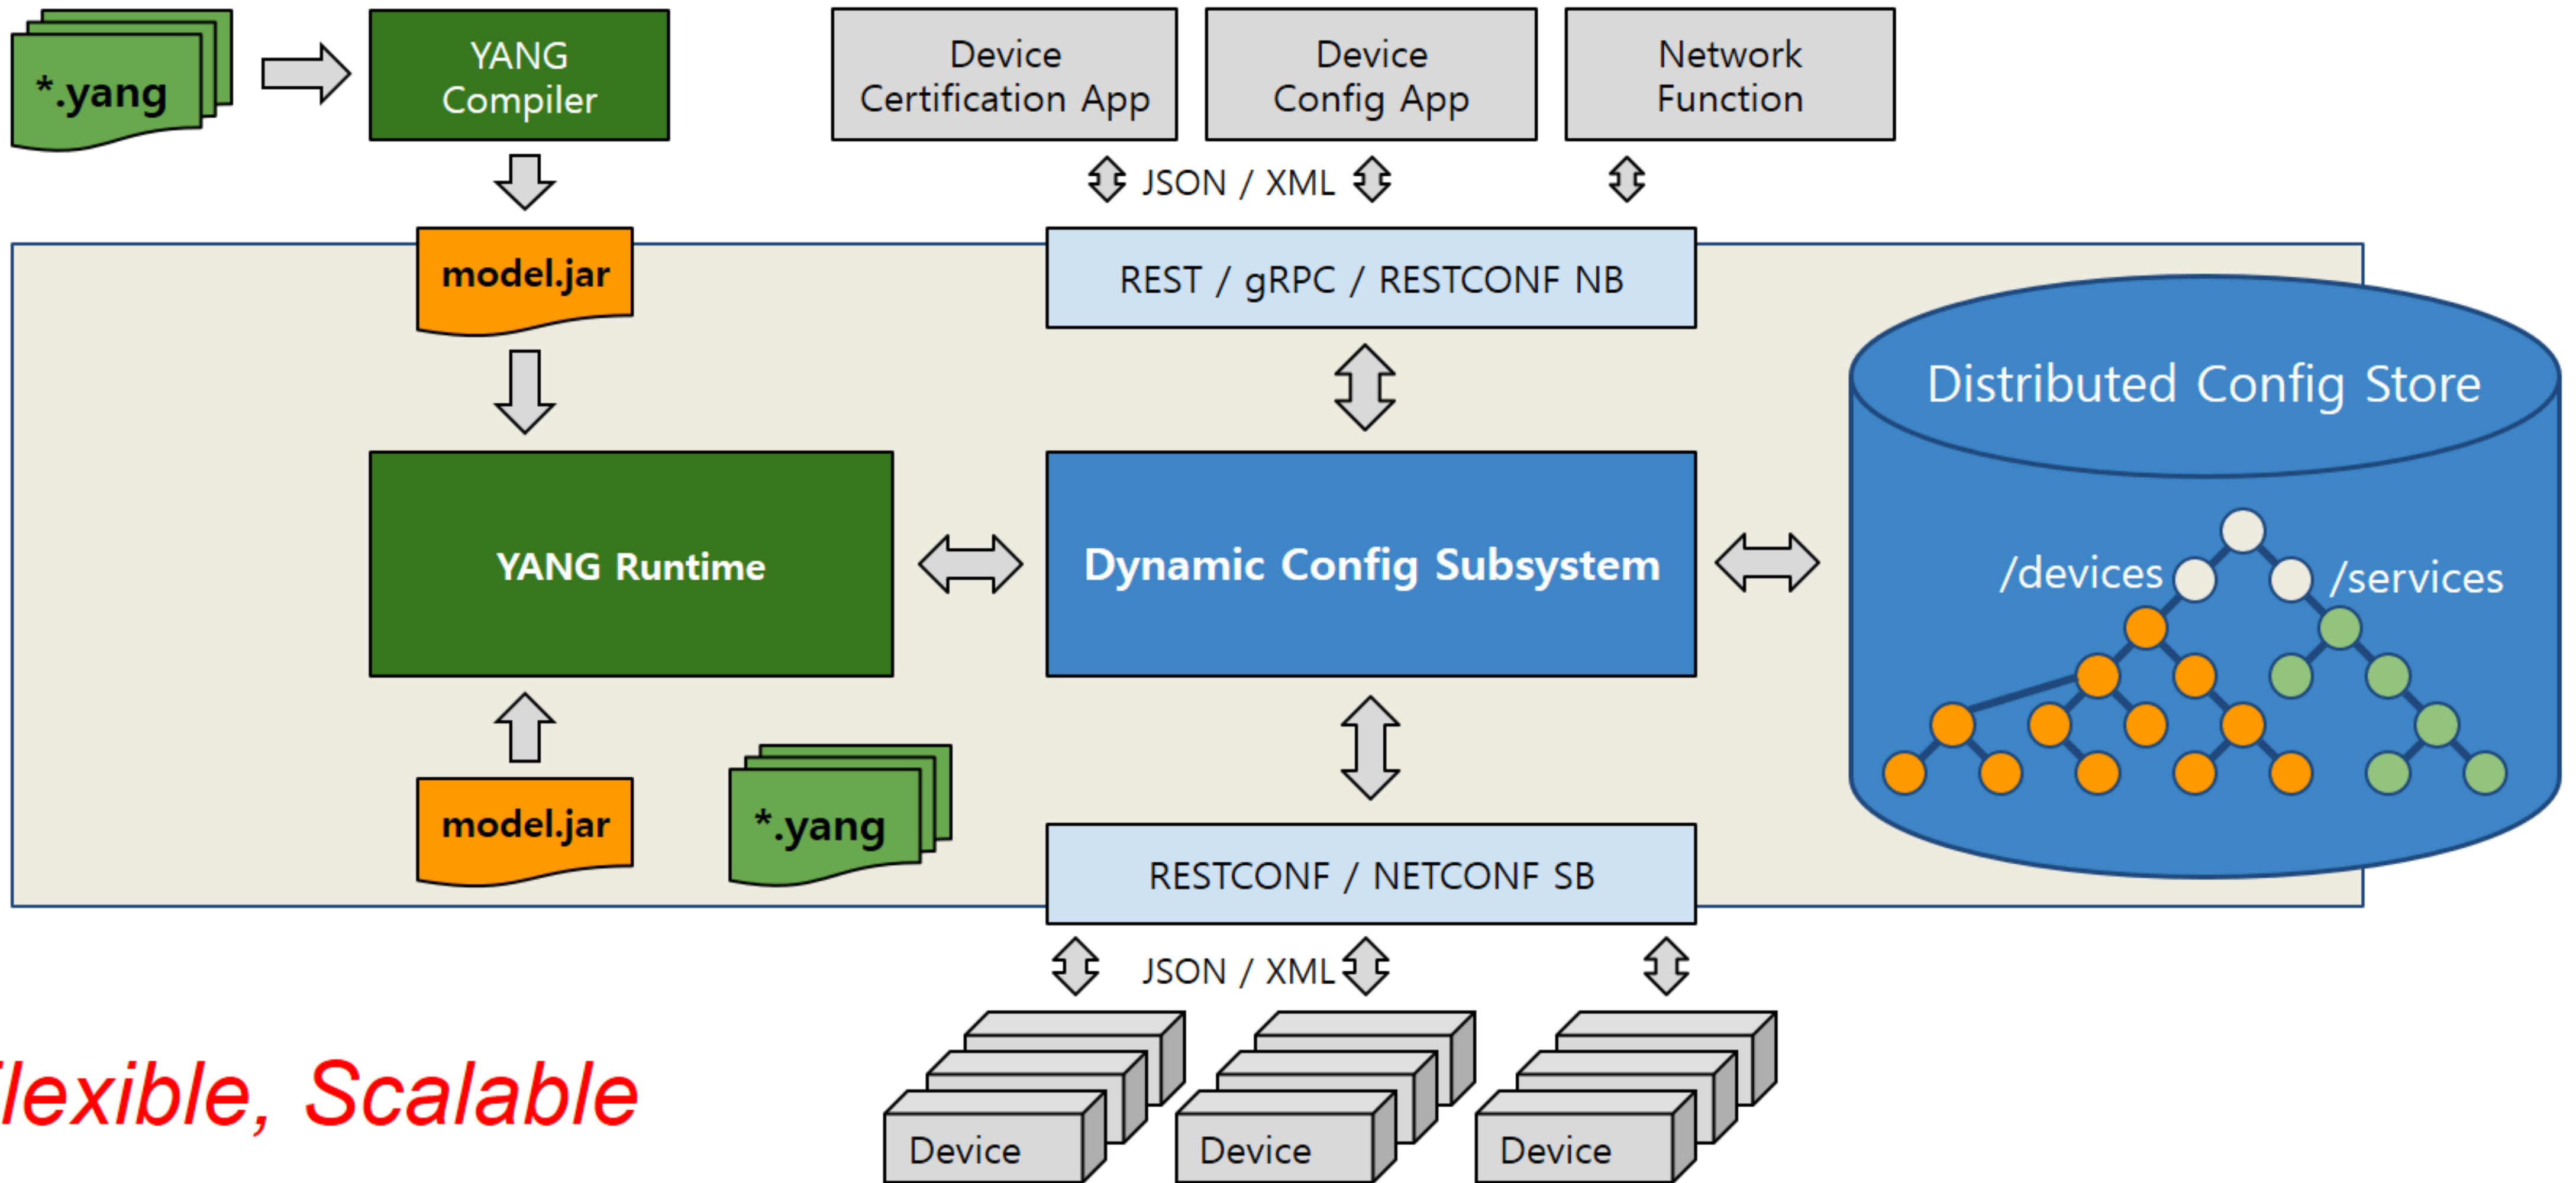 *.yang
YANG
Compiler
Device
Certification App
Device
Config App
Network
Function
JSON / XML
model.jar
REST / gRPC / RESTCONF NB
Distributed Config Store
YANG Runtime
Dynamic Config Subsystem
/devices
/services
model.jar
*.yang
RESTCONF / NETCONF SB
JSON / XML
lexible, Scalable
Device
Device
Device